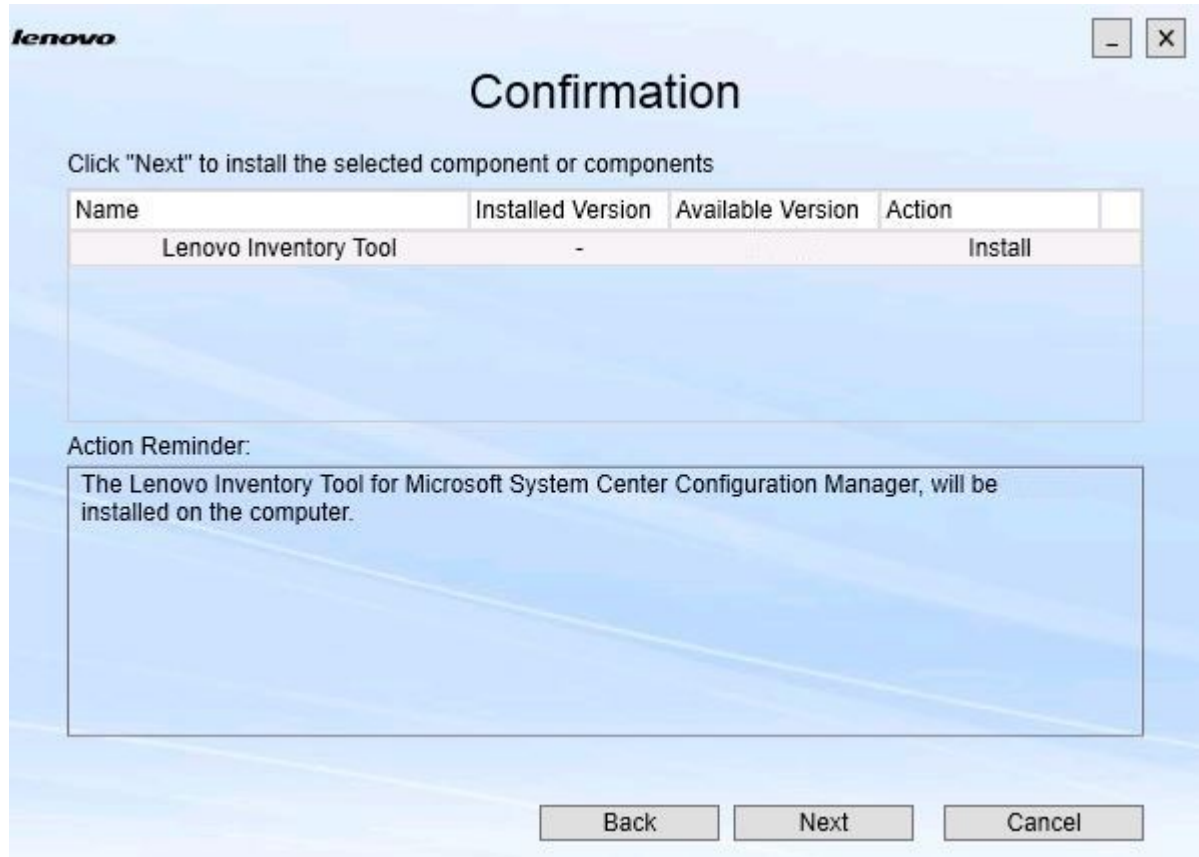 lenovo
Confirmation
Click "Next" to install the selected component or components
Name Installed Version Available Version Action
Lenovo Inventory Tool - Install
Action Reminder:
The Lenovo Inventory Tool for Microsoft System Center Configuration Manager, will be
installed on the computer.
Back Next Cancel